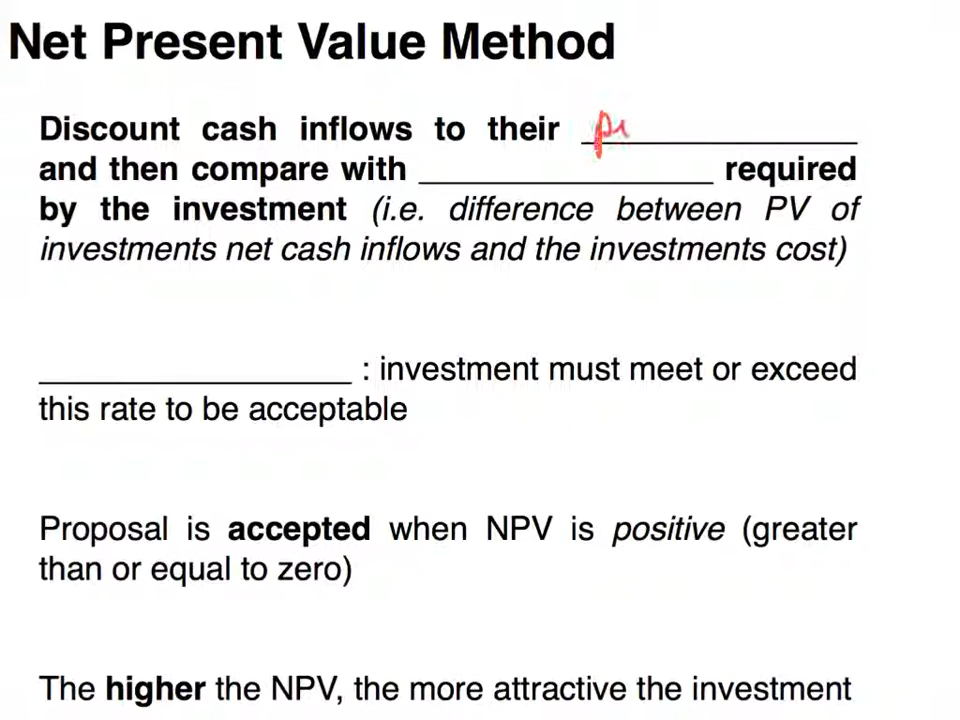 Net Present Value Method
Discount cash inflows to their pr______________
and then compare with ________________ required
by the investment (i.e. difference between PV of
investments net cash inflows and the investments cost)
_________________ : investment must meet or exceed
this rate to be acceptable
Proposal is accepted when NPV is positive (greater
than or equal to zero)
The higher the NPV, the more attractive the investment